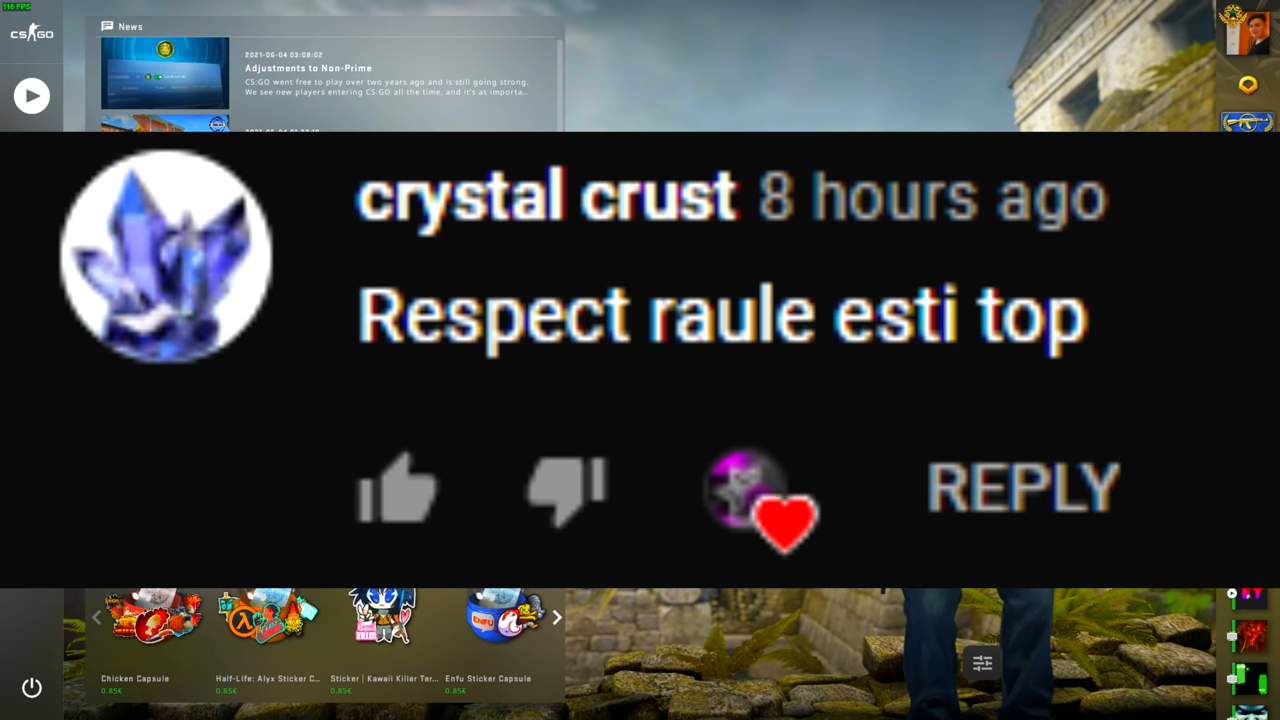 116 FPS
CS:GO
News
2021-06-04 03:08:02
Adjustments to Non-Prime
CS:GO went free to play over two years ago and is still going strong.
We see new players entering CS:GO all the time, and it's as importa...
crystal crust 8 hours ago
Respect raule esti top
REPLY
ENFU
Chicken Capsule
Half-Life: Alyx Sticker C...
Sticker | Kawaii Killer Ter...
Enfu Sticker Capsule
0.85€
0.85€
0.85€
0.85€